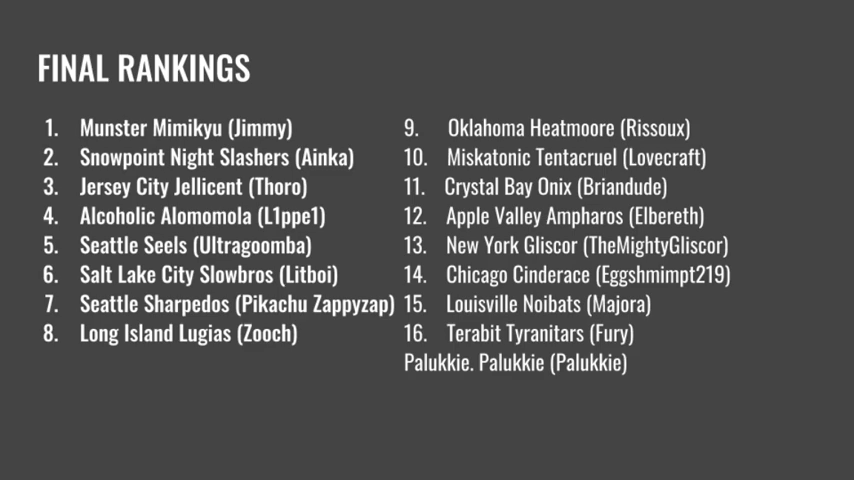 FINAL RANKINGS
1. Munster Mimikyu (Jimmy)
2. Snowpoint Night Slashers (Ainka)
3. Jersey City Jellicent (Thoro)
4. Alcoholic Alomomola (L1ppe1)
5. Seattle Seels (Ultragoomba)
6. Salt Lake City Slowbros (Litboi)
7. Seattle Sharpedos (Pikachu Zappyzap)
8. Long Island Lugias (Zooch)
9. Oklahoma Heatmoore (Rissoux)
10. Miskatonic Tentacruel (Lovecraft)
11. Crystal Bay Onix (Briandude)
12. Apple Valley Ampharos (Elbereth)
13. New York Gliscor (TheMightyGliscor)
14. Chicago Cinderace (Eggshmimpt219)
15. Louisville Noibats (Majora)
16. Terabit Tyranitars (Fury)
Palukkie. Palukkie (Palukkie)